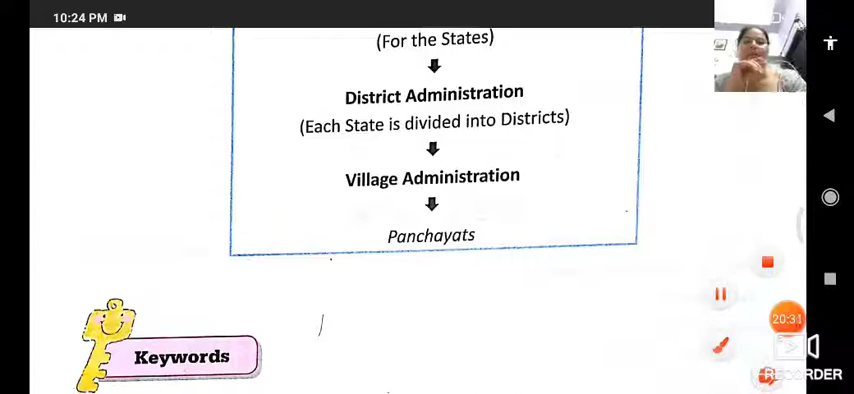 10:24 PM
(For the States)
District Administration
(Each State is divided into Districts)
Village Administration
Panchayats
20:31
Keywords
RECORDER